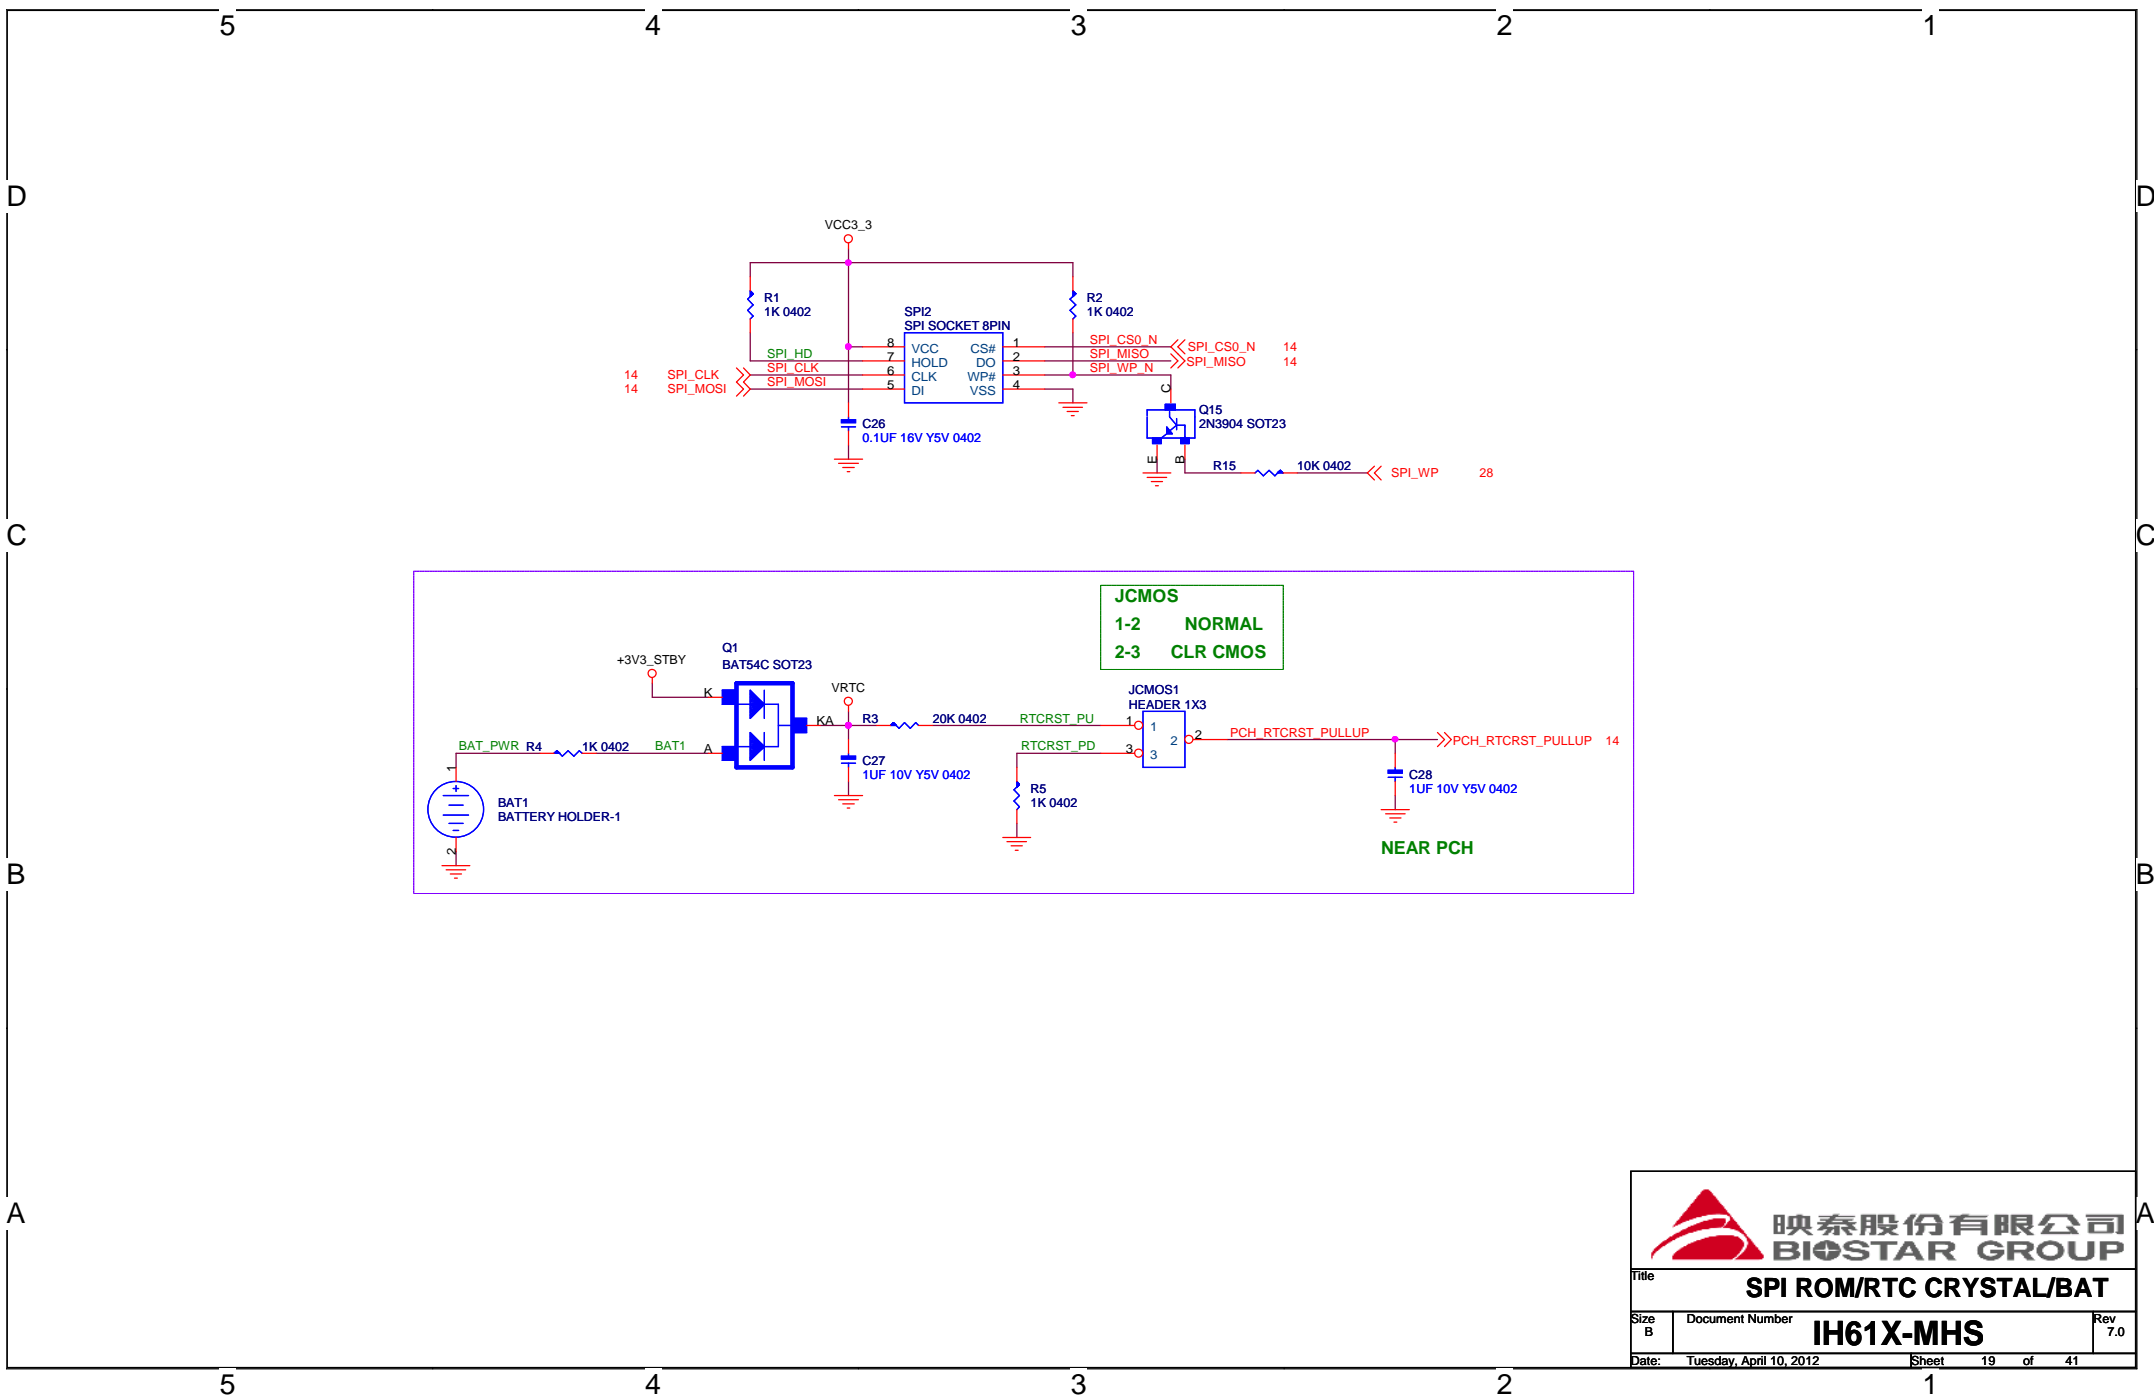 5 4 3 2 1
D D
VCC3_3
R1
1K 0402
R2
1K 0402
SPI2
SPI SOCKET 8PIN
SPI_HD 7 HOLD
8 VCC
14 SPI_CLK SPI_CLK 6 CLK
14 SPI_MOSI SPI_MOSI 5 DI
CS# 1 SPI_CS0_N SPI_CS0_N 14
DO 2 SPI_MISO SPI_MISO 14
WP# 3 SPI_WP_N
VSS 4
C26
0.1UF 16V Y5V 0402
C
Q15
2N3904 SOT23
E B
R15 10K 0402 SPI_WP 28
C C
JCMOS
1-2 NORMAL
2-3 CLR CMOS
+3V3_STBY
Q1
BAT54C SOT23
K
A
KA
VRTC
R3 20K 0402 RTCRST_PU
JCMOS1
HEADER 1X3
1 1
3 3
2 2
RTCRST_PD
PCH_RTCRST_PULLUP PCH_RTCRST_PULLUP 14
BAT_PWR R4 1K 0402 BAT1
C27
1UF 10V Y5V 0402
R5
1K 0402
C28
1UF 10V Y5V 0402
1
+
-
2
BAT1
BATTERY HOLDER-1
NEAR PCH
B B
A A
映泰股份有限公司
BIOSTAR GROUP
Title
SPI ROM/RTC CRYSTAL/BAT
Size
B
Document Number
IH61X-MHS
Rev
7.0
Date: Tuesday, April 10, 2012 Sheet 19 of 41
5 4 3 2 1